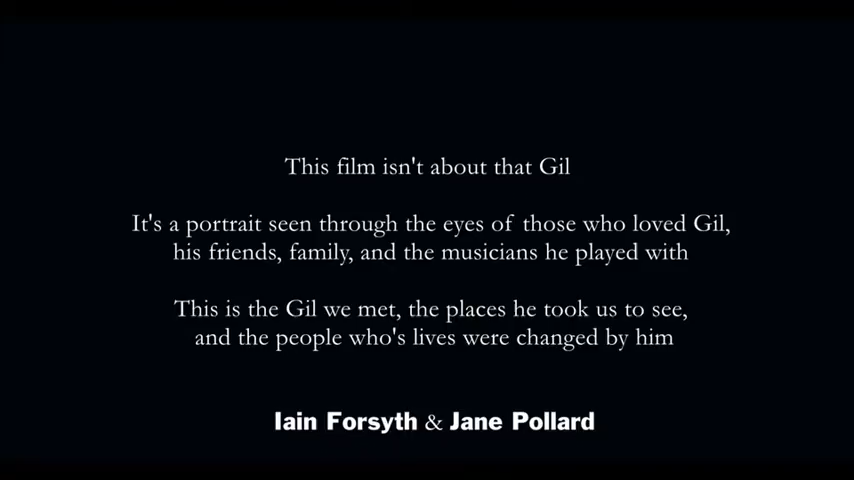 This film isn't about that Gil
It's a portrait seen through the eyes of those who loved Gil,
his friends, family, and the musicians he played with
This is the Gil we met, the places he took us to see,
and the people who's lives were changed by him
Iain Forsyth & Jane Pollard